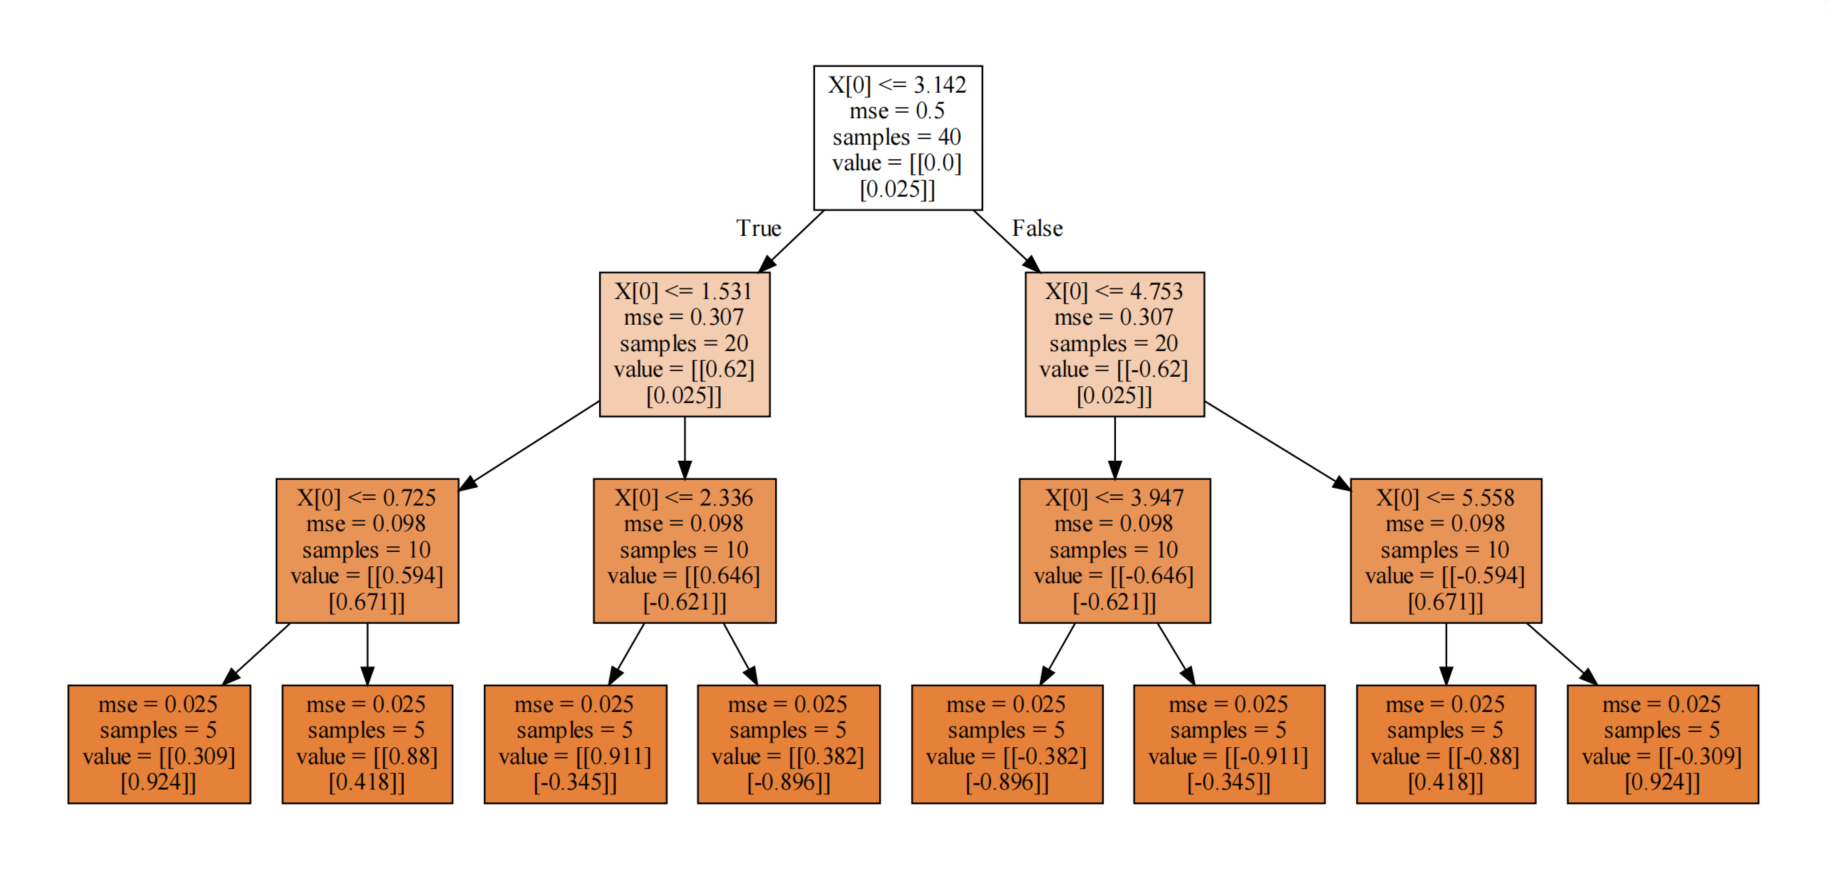 X[0] <= 3.142
mse = 0.5
samples = 40
value = [[0.0]
[0.025]]
True
False
X[0] <= 1.531
mse = 0.307
samples = 20
value = [[0.62]
[0.025]]
X[0] <= 4.753
mse = 0.307
samples = 20
value = [[-0.62]
[0.025]]
X[0] <= 0.725
mse = 0.098
samples = 10
value = [[0.594]
[0.671]]
X[0] <= 2.336
mse = 0.098
samples = 10
value = [[0.646]
[-0.621]]
X[0] <= 3.947
mse = 0.098
samples = 10
value = [[-0.646]
[-0.621]]
X[0] <= 5.558
mse = 0.098
samples = 10
value = [[-0.594]
[0.671]]
mse = 0.025
samples = 5
value = [[0.309]
[0.924]]
mse = 0.025
samples = 5
value = [[0.88]
[0.418]]
mse = 0.025
samples = 5
value = [[0.911]
[-0.345]]
mse = 0.025
samples = 5
value = [[0.382]
[-0.896]]
mse = 0.025
samples = 5
value = [[-0.382]
[-0.896]]
mse = 0.025
samples = 5
value = [[-0.911]
[-0.345]]
mse = 0.025
samples = 5
value = [[-0.88]
[0.418]]
mse = 0.025
samples = 5
value = [[-0.309]
[0.924]]